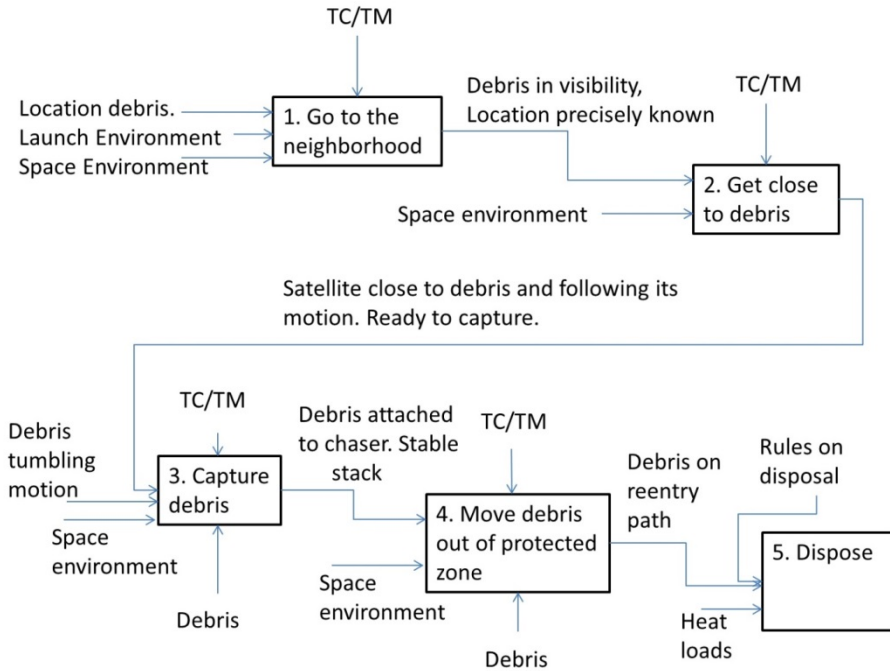 TC/TM
Location debris.
Launch Environment
Space Environment
1. Go to the
neighborhood
Debris in visibility,
Location precisely known
TC/TM
Space environment
2. Get close
to debris
Satellite close to debris and following its
motion. Ready to capture.
TC/TM
Debris
tumbling
motion
Space
environment
3. Capture
debris
Debris
Debris attached
to chaser. Stable
stack
TC/TM
Space
environment
4. Move debris
out of protected
zone
Debris
Debris on
reentry
path
Rules on
disposal
Heat
loads
5. Dispose